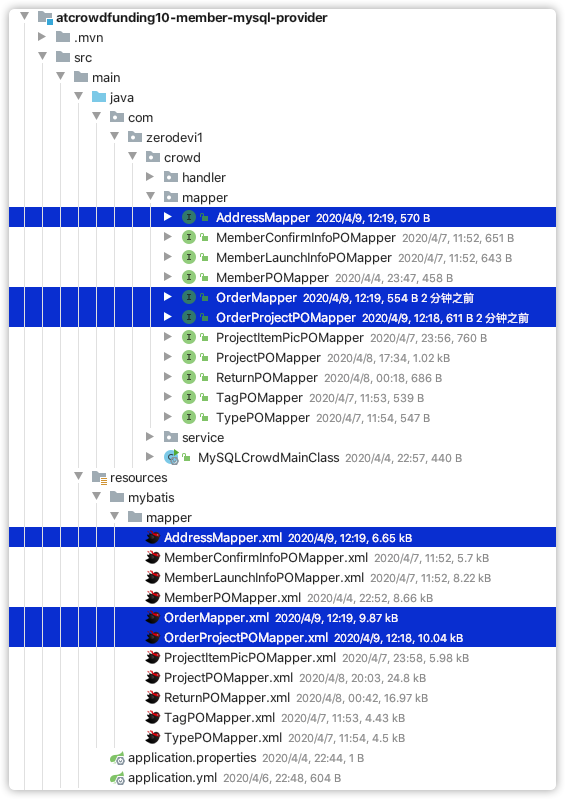 atcrowdfunding10-member-mysql-provider
.mvn
src
main
java
com
zerodevi1
crowd
handler
mapper
AddressMapper 2020/4/9, 12:19, 570 B
MemberConfirmInfoPOMapper 2020/4/7, 11:52, 651 B
MemberLaunchInfoPOMapper 2020/4/7, 11:52, 643 B
MemberPOMapper 2020/4/4, 23:47, 458 B
OrderMapper 2020/4/9, 12:19, 554 B 2 分钟之前
OrderProjectPOMapper 2020/4/9, 12:18, 611 B 2 分钟之前
ProjectItemPicPOMapper 2020/4/7, 23:56, 760 B
ProjectPOMapper 2020/4/8, 17:34, 1.02 kB
ReturnPOMapper 2020/4/8, 00:18, 686 B
TagPOMapper 2020/4/7, 11:53, 539 B
TypePOMapper 2020/4/7, 11:54, 547 B
service
MySQLCrowdMainClass 2020/4/4, 22:57, 440 B
resources
mybatis
mapper
AddressMapper.xml 2020/4/9, 12:19, 6.65 kB
MemberConfirmInfoPOMapper.xml 2020/4/7, 11:52, 5.7 kB
MemberLaunchInfoPOMapper.xml 2020/4/7, 11:52, 8.22 kB
MemberPOMapper.xml 2020/4/4, 22:52, 8.66 kB
OrderMapper.xml 2020/4/9, 12:19, 9.87 kB
OrderProjectPOMapper.xml 2020/4/9, 12:18, 10.04 kB
ProjectItemPicPOMapper.xml 2020/4/7, 23:58, 5.98 kB
ProjectPOMapper.xml 2020/4/8, 20:03, 24.8 kB
ReturnPOMapper.xml 2020/4/8, 00:42, 16.97 kB
TagPOMapper.xml 2020/4/7, 11:53, 4.43 kB
TypePOMapper.xml 2020/4/7, 11:54, 4.5 kB
application.properties 2020/4/4, 22:44, 1 B
application.yml 2020/4/6, 22:48, 604 B